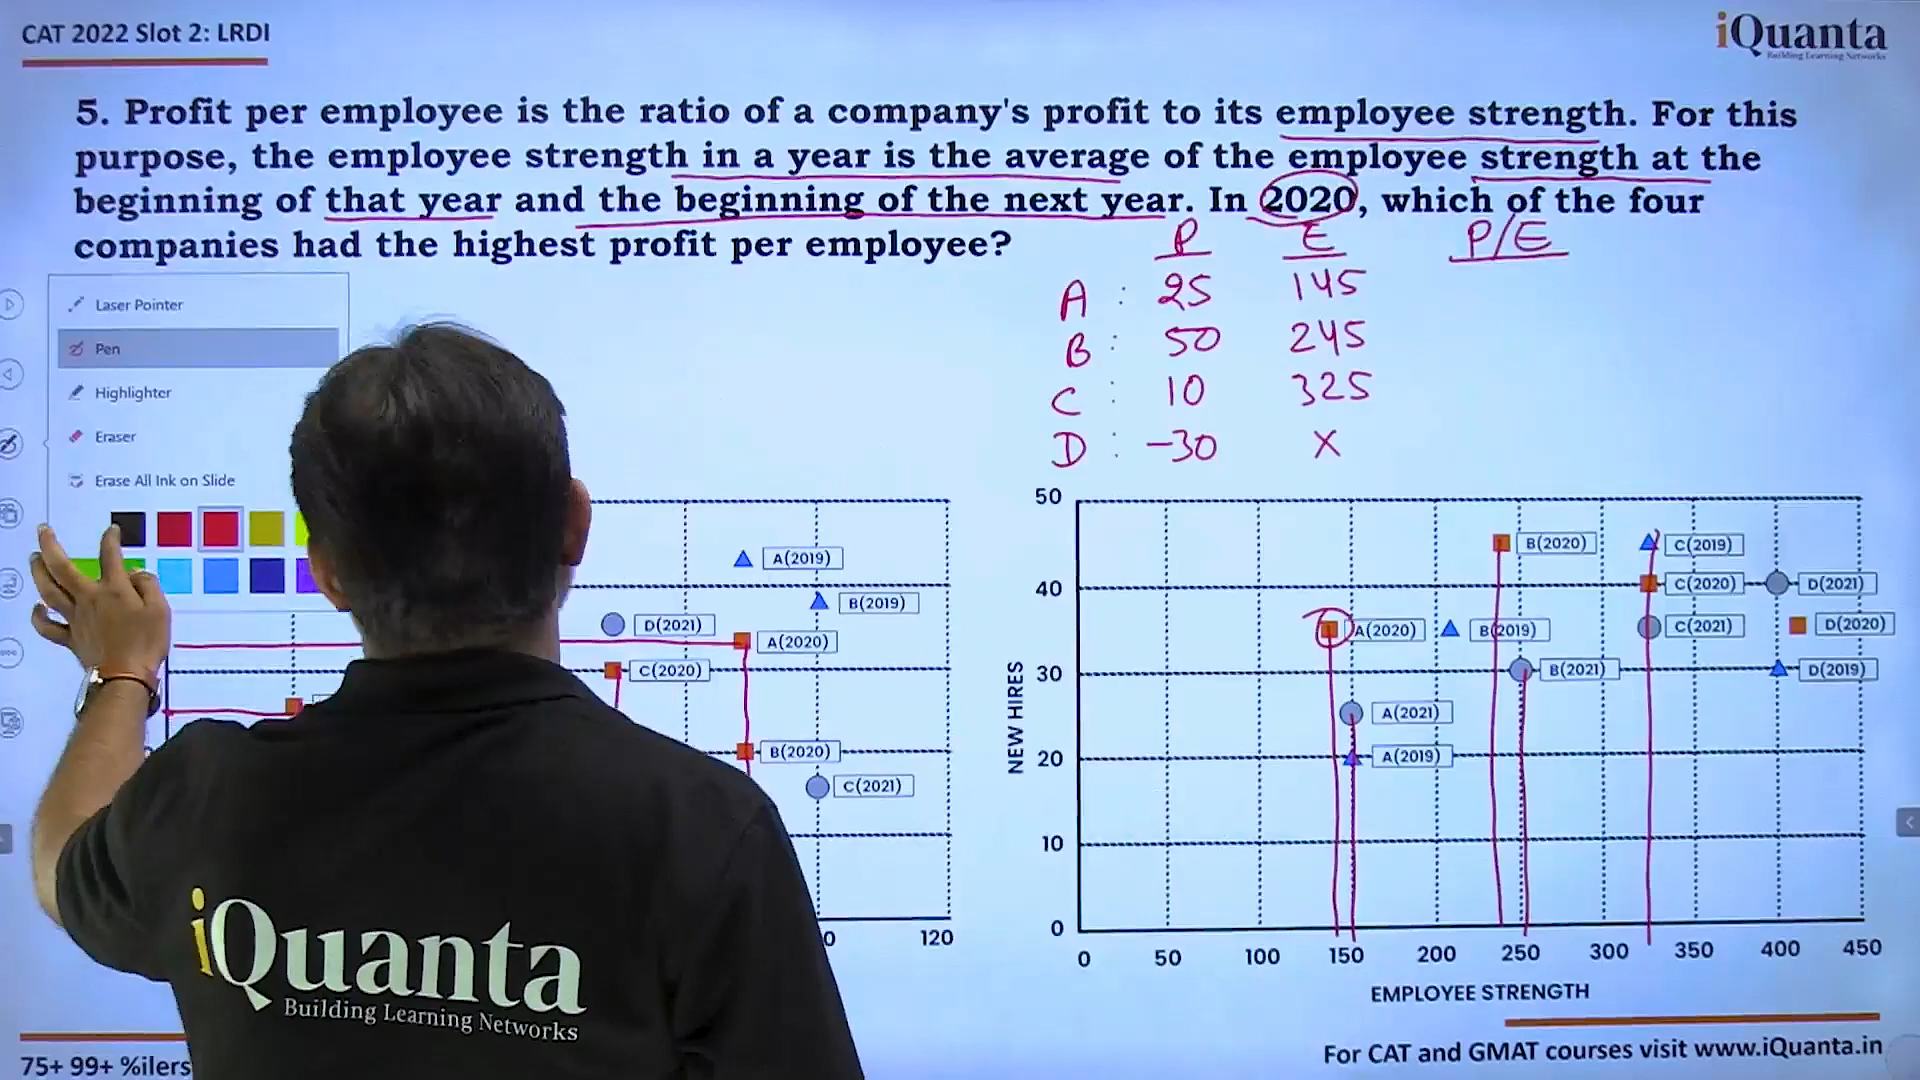 CAT 2022 Slot 2: LRDI
iQuanta
Building Learning Networks
5. Profit per employee is the ratio of a company's profit to its employee strength. For this
purpose, the employee strength in a year is the average of the employee strength at the
beginning of that year and the beginning of the next year. In 2020, which of the four
companies had the highest profit per employee?
P E P/E
A : 25 145
B : 50 245
C : 10 325
D : -30 X
Laser Pointer
Pen
Highlighter
Eraser
Erase All Ink on Slide
A(2019)
B(2019)
D(2021)
A(2020)
C(2020)
B(2020)
C(2021)
120
50
40
30
20
10
0
NEW HIRES
B(2020)
C(2019)
C(2020)
D(2021)
A(2020)
B(2019)
C(2021)
D(2020)
B(2021)
D(2019)
A(2021)
A(2019)
0 50 100 150 200 250 300 350 400 450
EMPLOYEE STRENGTH
iQuanta
Building Learning Networks
75+ 99+ %ilers
For CAT and GMAT courses visit www.iQuanta.in